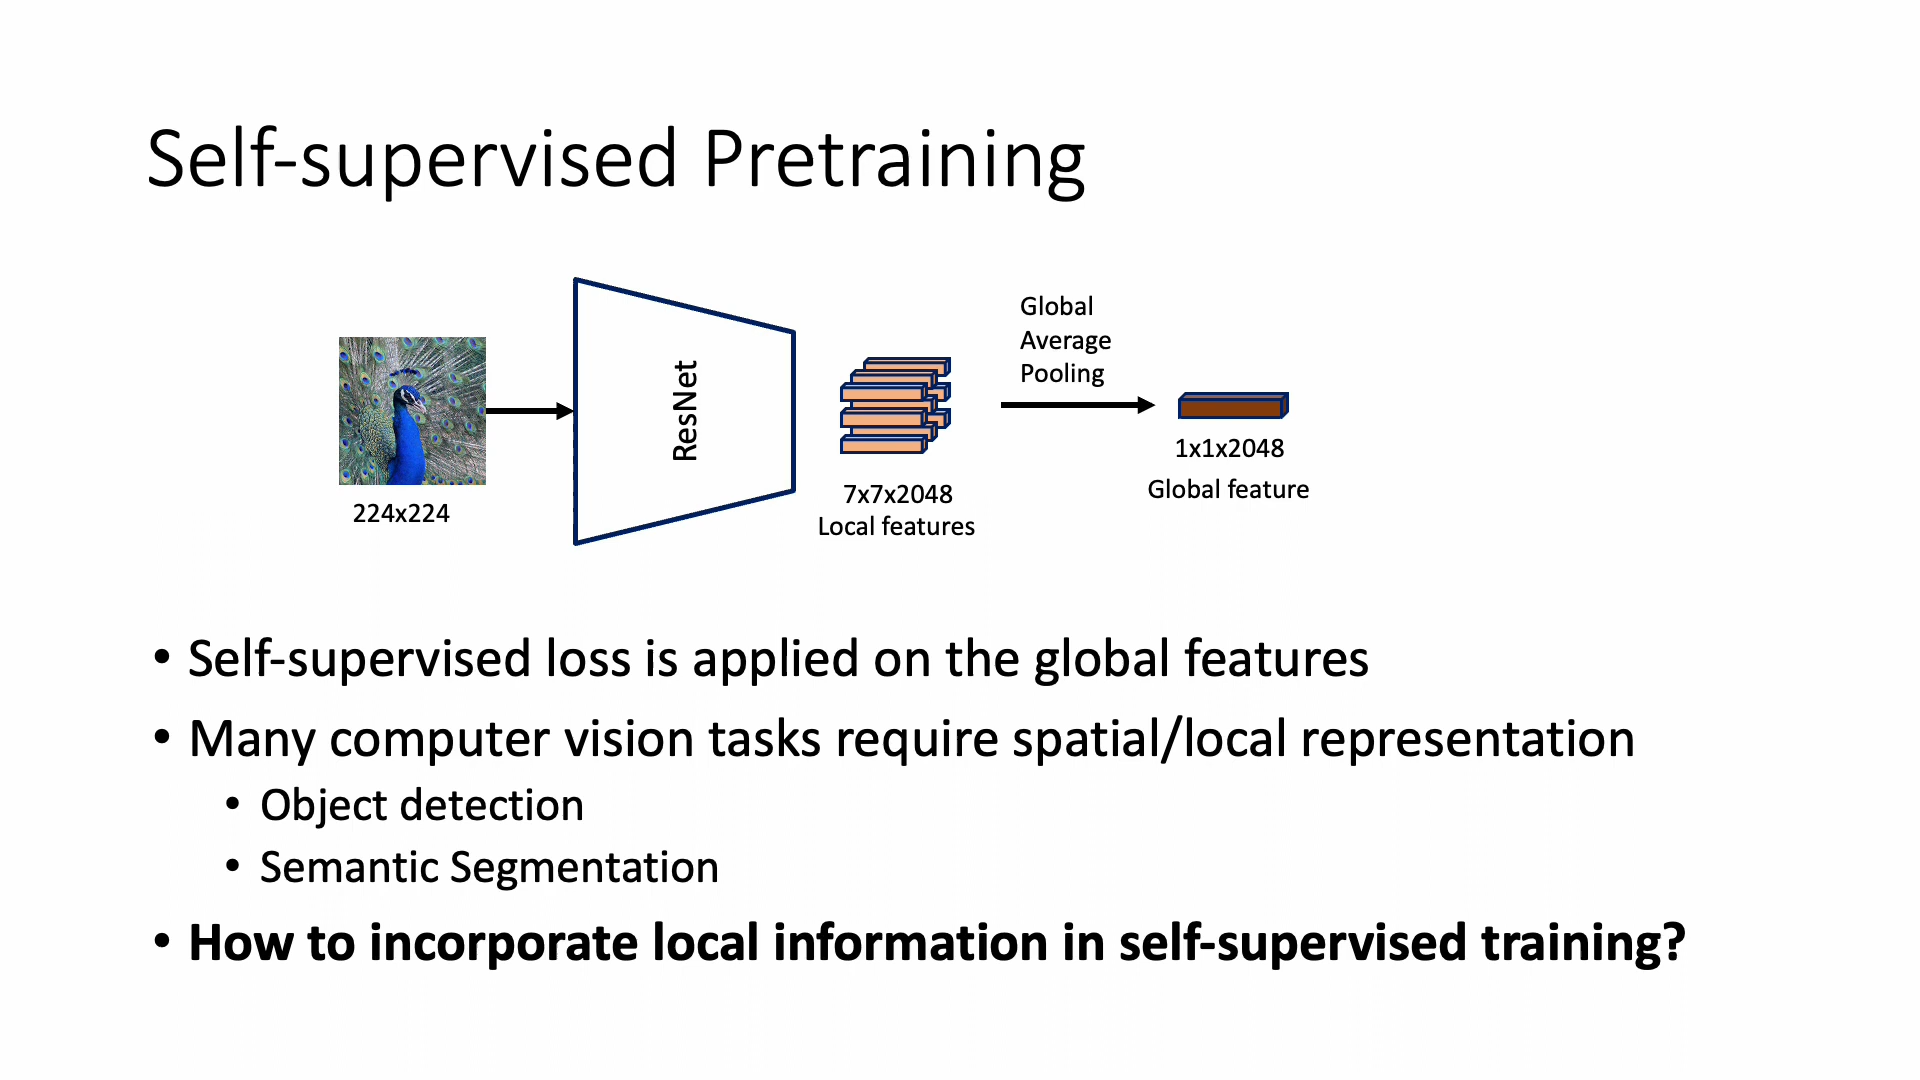 Self-supervised Pretraining
224x224
ResNet
7x7x2048
Local features
Global
Average
Pooling
1x1x2048
Global feature
• Self-supervised loss is applied on the global features
• Many computer vision tasks require spatial/local representation
• Object detection
• Semantic Segmentation
• How to incorporate local information in self-supervised training?